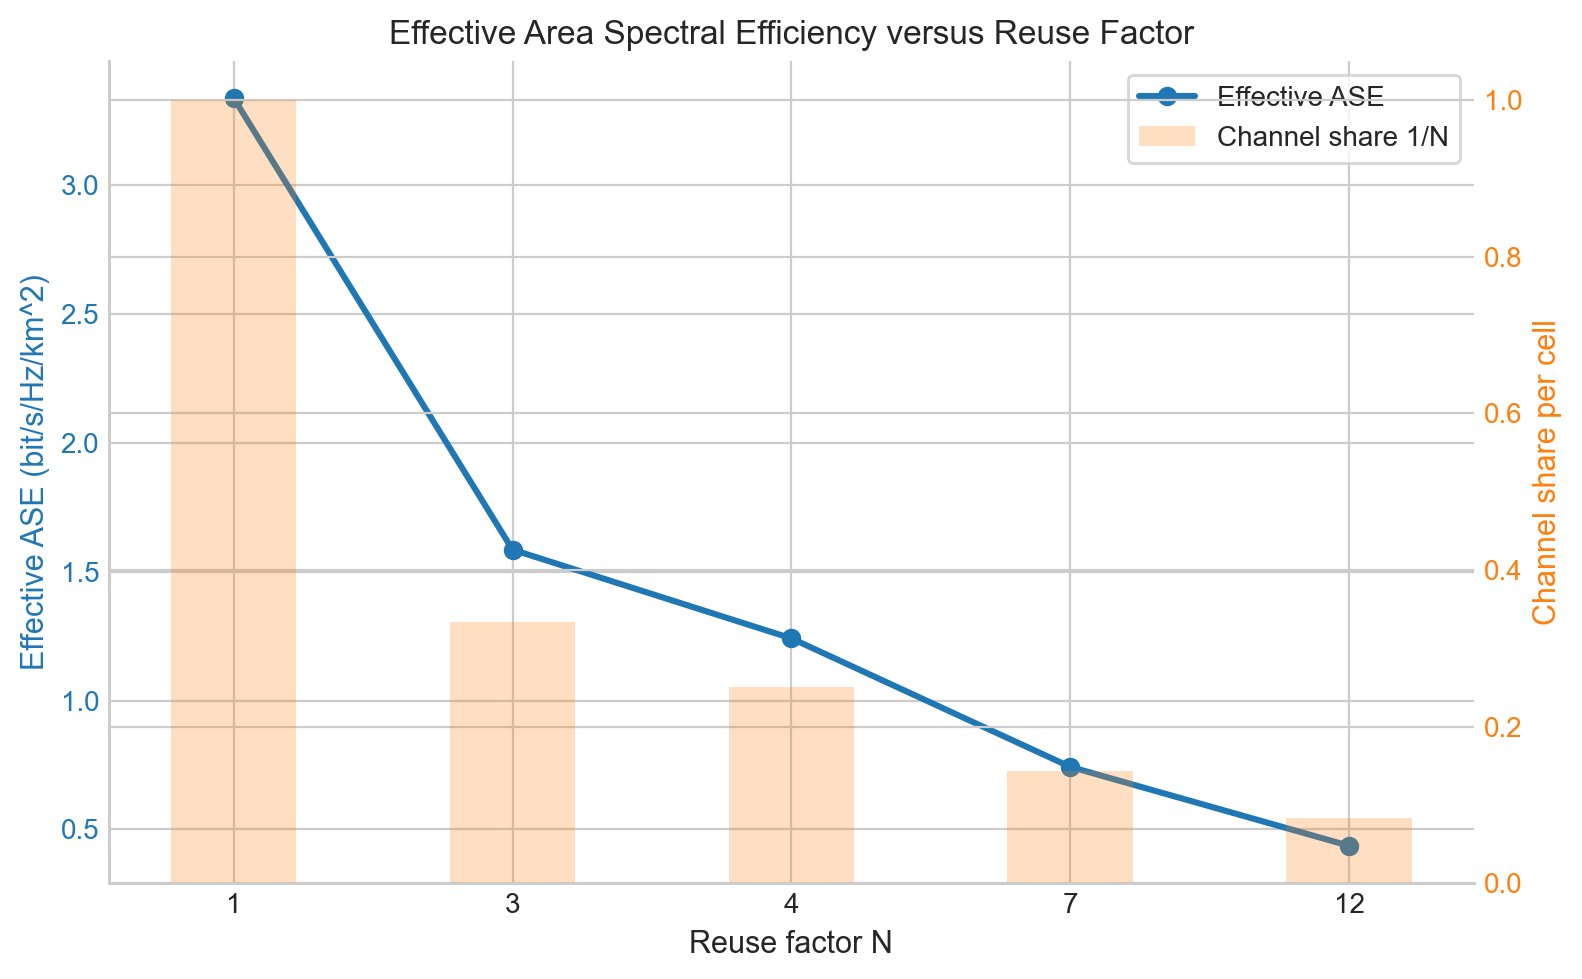 Effective Area Spectral Efficiency versus Reuse Factor
Effective ASE
Channel share 1/N
Effective ASE (bit/s/Hz/km^2)
3.0
2.5
2.0
1.5
1.0
0.5
1.0
0.8
0.6
0.4
0.2
0.0
Channel share per cell
1 3 4 7 12
Reuse factor N